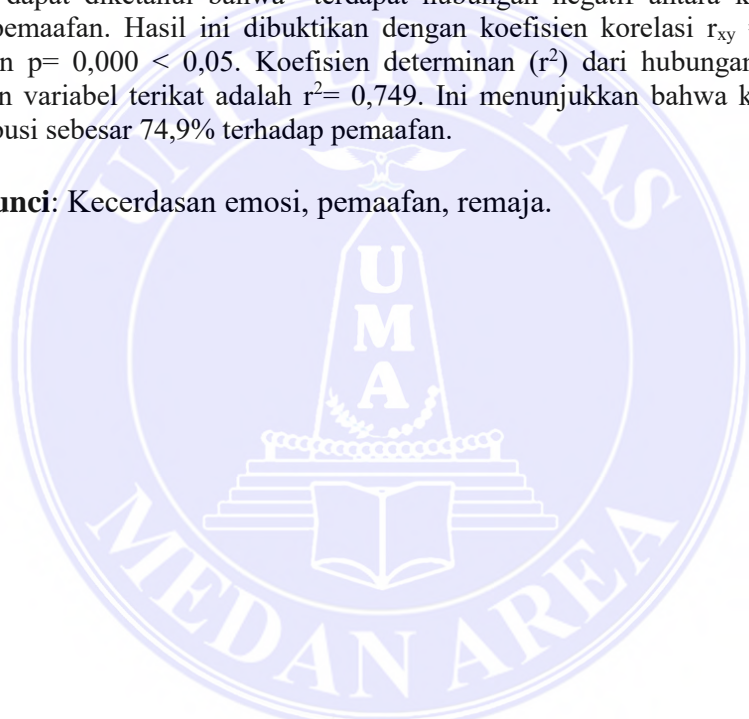 dapat diketahui bahwa terdapat hubungan negatif antara
pemaafan. Hasil ini dibuktikan dengan koefisien korelasi rxy
p= 0,000 < 0,05. Koefisien determinan (r²) dari hubungan
variabel terikat adalah r²= 0,749. Ini menunjukkan bahwa
sebesar 74,9% terhadap pemaafan.
Kecerdasan emosi, pemaafan, remaja.
UNIVERSITAS
U
M
A
MEDAN AREA